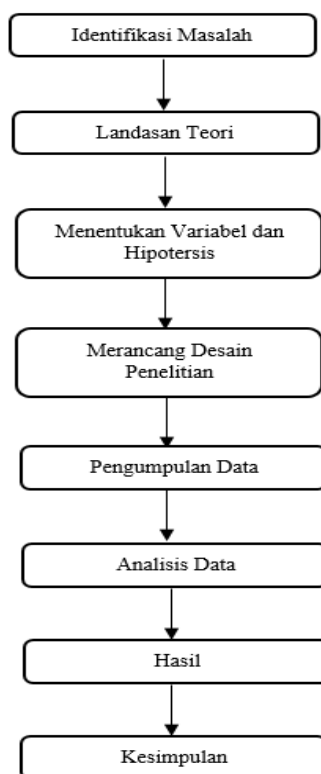 Identifikasi Masalah
Landasan Teori
Menentukan Variabel dan
Hipotersis
Merancang Desain
Penelitian
Pengumpulan Data
Analisis Data
Hasil
Kesimpulan